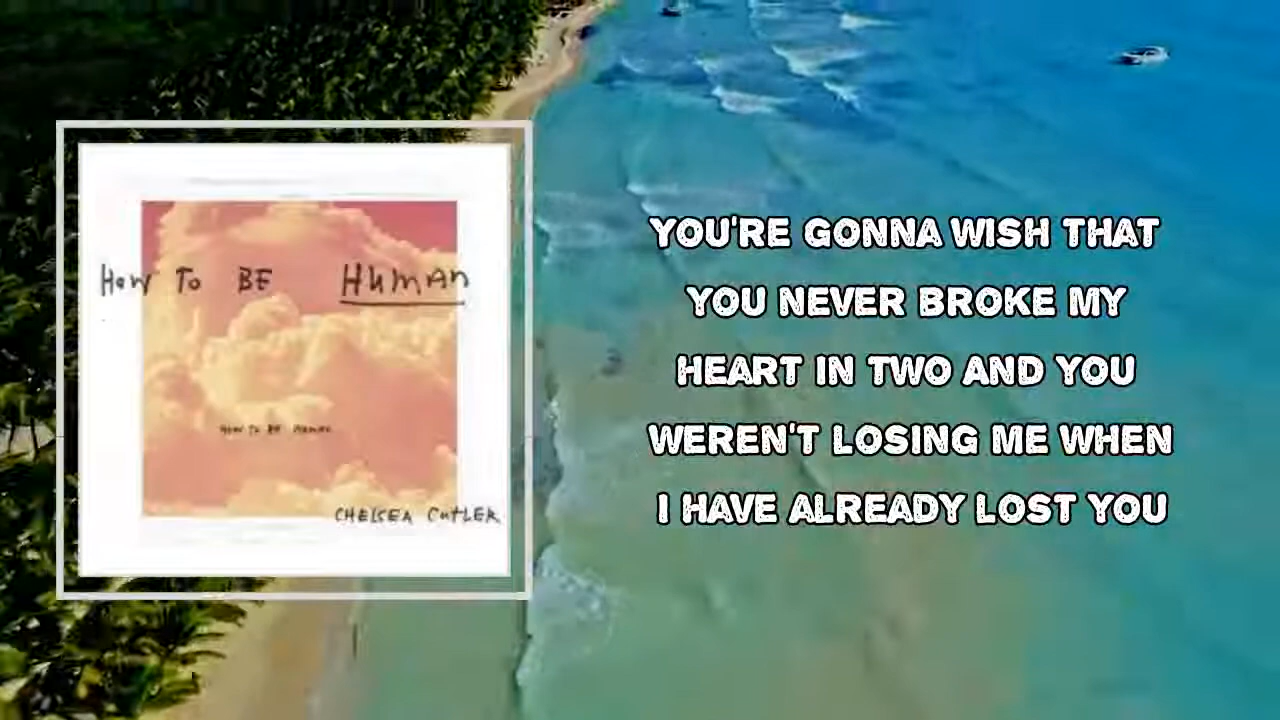 How To BE HUMAN
HOW TO BE HUMAN
CHELSEA CUTLER
YOU'RE GONNA WISH THAT
YOU NEVER BROKE MY
HEART IN TWO AND YOU
WEREN'T LOSING ME WHEN
I HAVE ALREADY LOST YOU